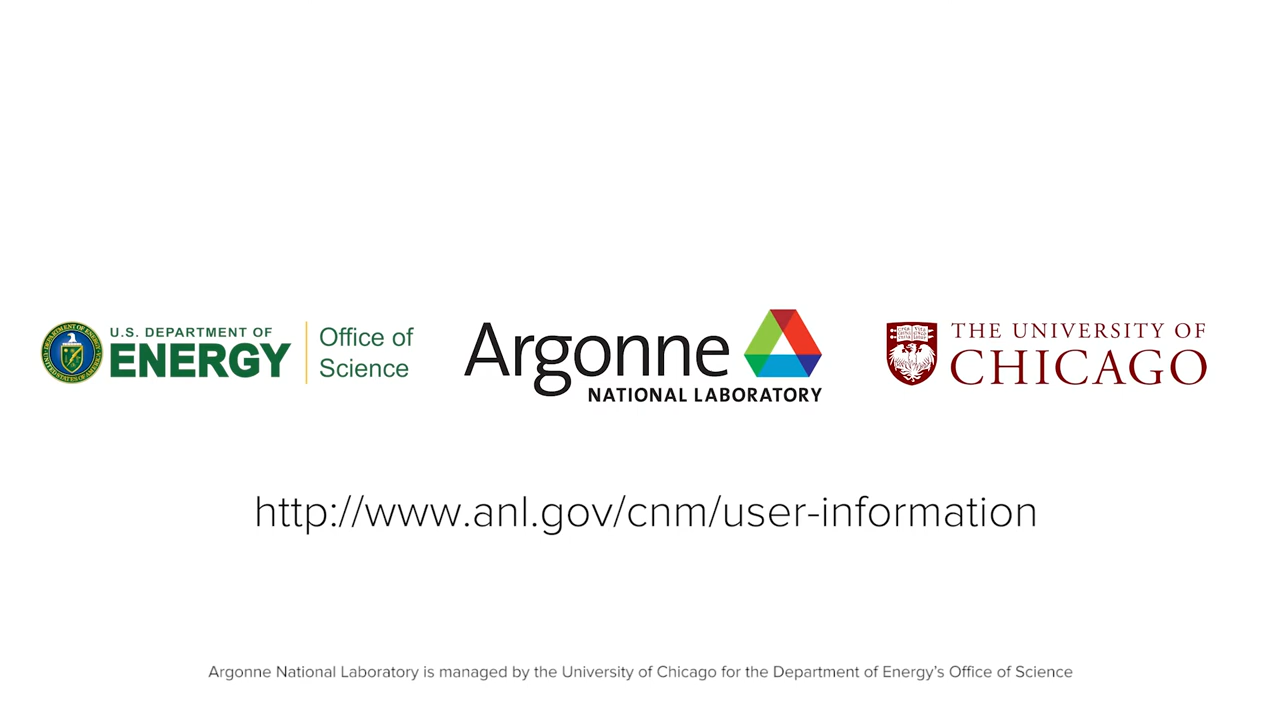 U.S. DEPARTMENT OF
ENERGY
Office of
Science
Argonne
NATIONAL LABORATORY
THE UNIVERSITY OF
CHICAGO
http://www.anl.gov/cnm/user-information
Argonne National Laboratory is managed by the University of Chicago for the Department of Energy’s Office of Science